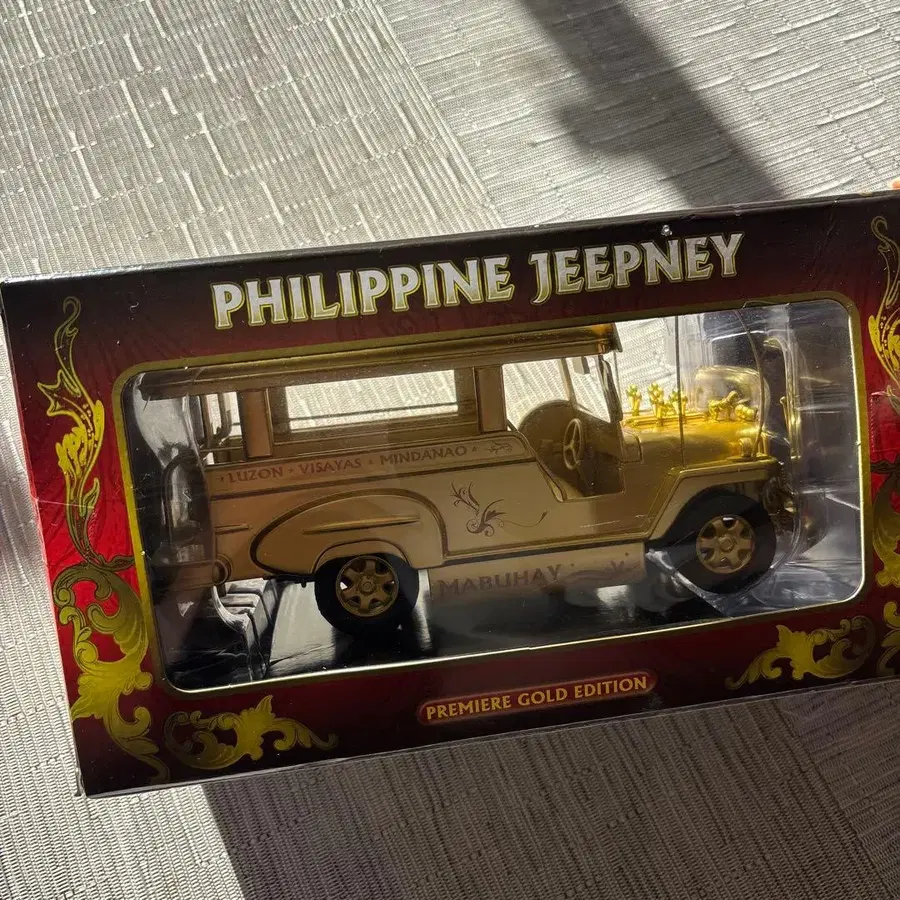 PHILIPPINE JEEPNEY
• LUZON • VISAYAS • MINDANAO •
MABUHAY
PREMIERE GOLD EDITION